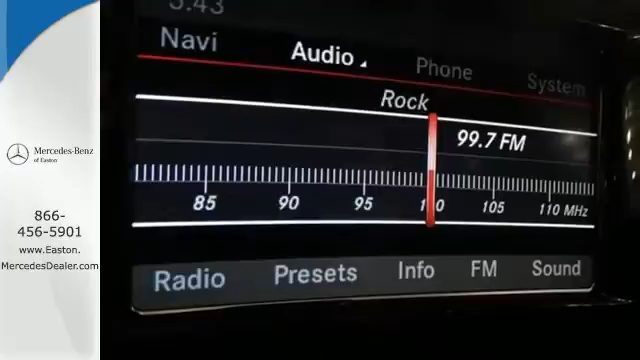 Mercedes-Benz
of Easton
866-
456-5901
www.Easton.
MercedesDealer.com
5:43
Navi Audio Phone System
Rock
99.7 FM
85 90 95 100 105 110 MHz
Radio Presets Info FM Sound